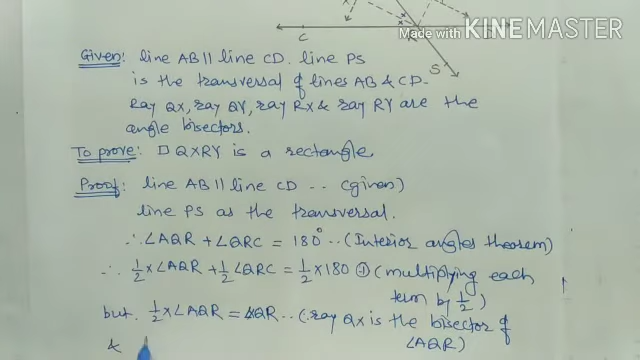 C
Made with KINEMASTER
S
Given: line AB || line CD. line PS
is the transversal of lines AB & CD.
Ray QX, ray QY, ray RX & ray RY are the
angle bisectors.
To prove: □ QXRY is a rectangle
Proof: line AB || line CD .. (given)
line PS as the transversal.
∴ ∠AQR + ∠QRC = 180° .. (Interior angles theorem)
∴ 1/2 × ∠AQR + 1/2 ∠QRC = 1/2 × 180 ① (multiplying each
term by 1/2)
but. 1/2 × ∠AQR = QR .. (ray QX is the bisector of
∠AQR)
&